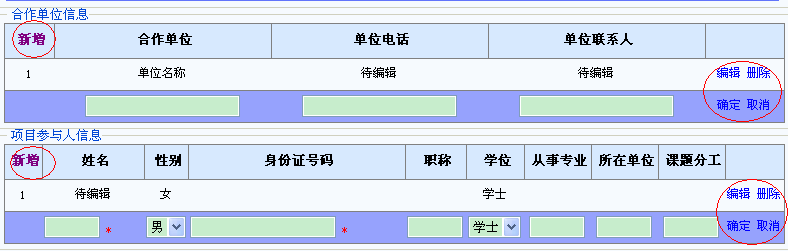 合作单位信息
新增 合作单位 单位电话 单位联系人
1 单位名称 待编辑 待编辑 编辑 删除
确定 取消
项目参与人信息
新增 姓名 性别 身份证号码 职称 学位 从事专业 所在单位 课题分工
1 待编辑 女 学士 编辑 删除
* 男 * 学士 确定 取消